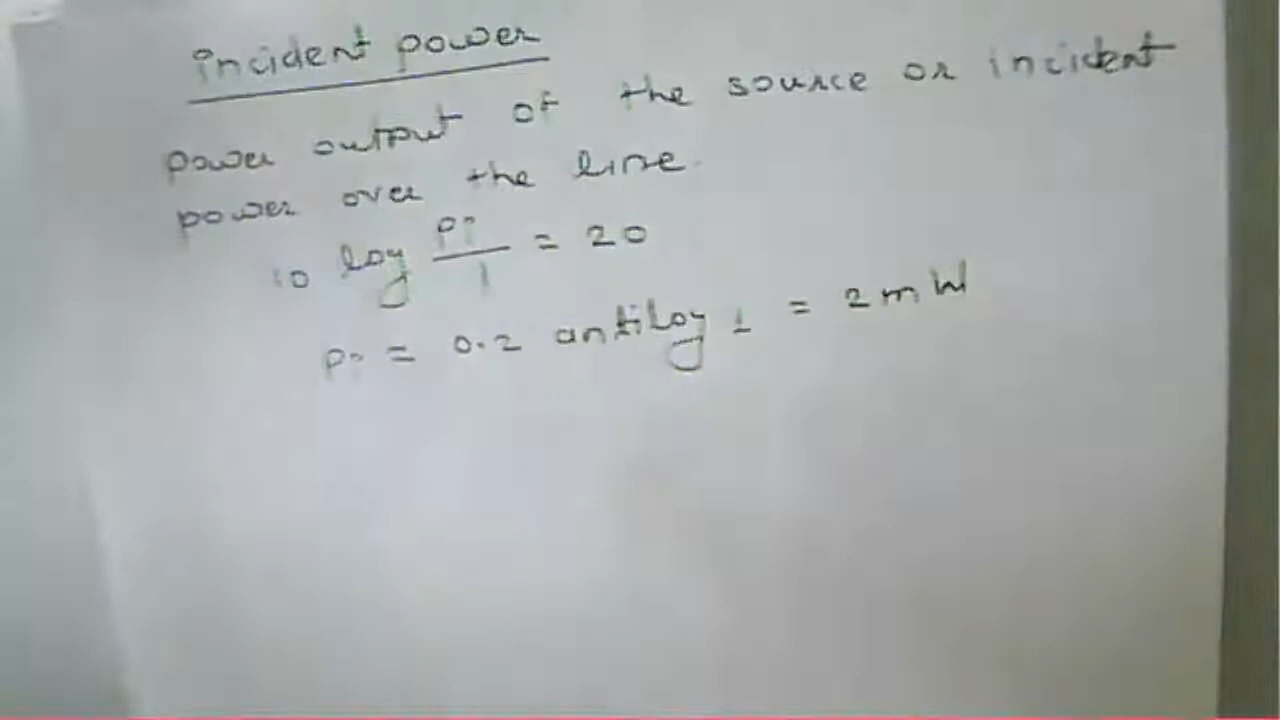 incident power
power output of the source or incident
power over the line.
10 log Pi/1 = 20
Pi = 0.2 antilog 1 = 2 mW